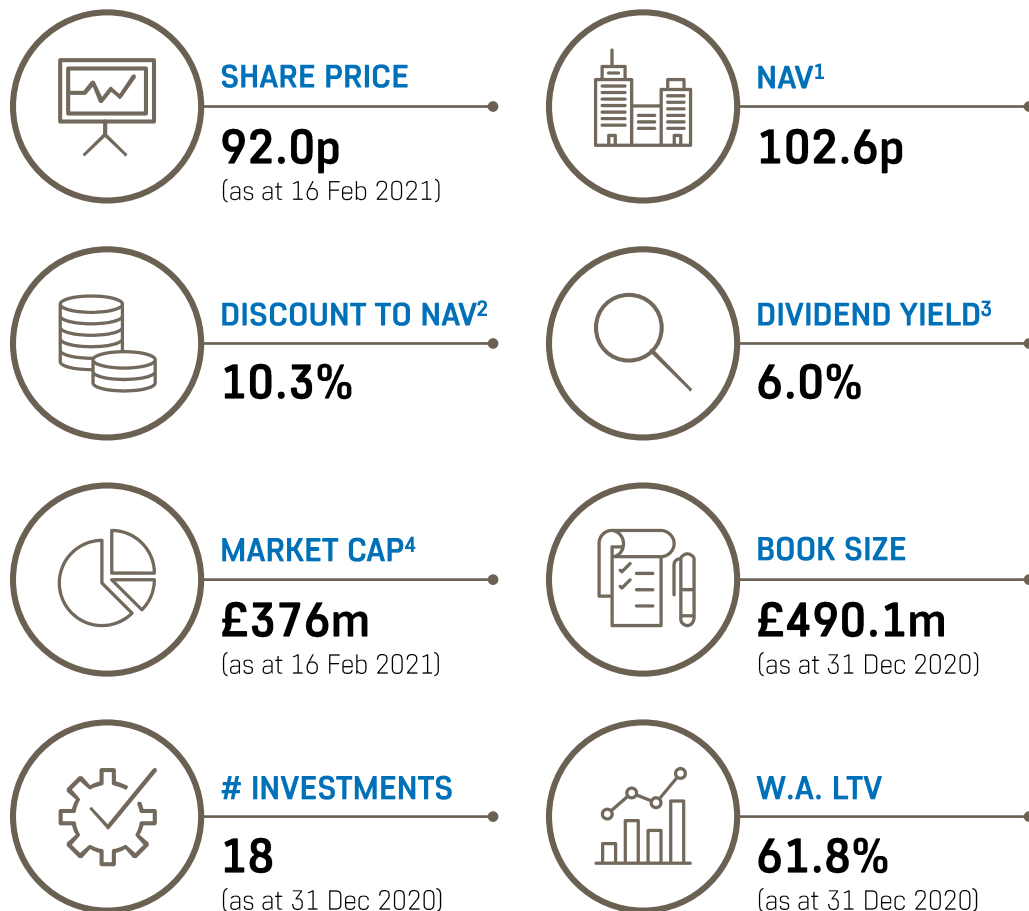 SHARE PRICE
92.0p
(as at 16 Feb 2021)
NAV¹
102.6p
DISCOUNT TO NAV²
10.3%
DIVIDEND YIELD³
6.0%
MARKET CAP⁴
£376m
(as at 16 Feb 2021)
BOOK SIZE
£490.1m
(as at 31 Dec 2020)
# INVESTMENTS
18
(as at 31 Dec 2020)
W.A. LTV
61.8%
(as at 31 Dec 2020)